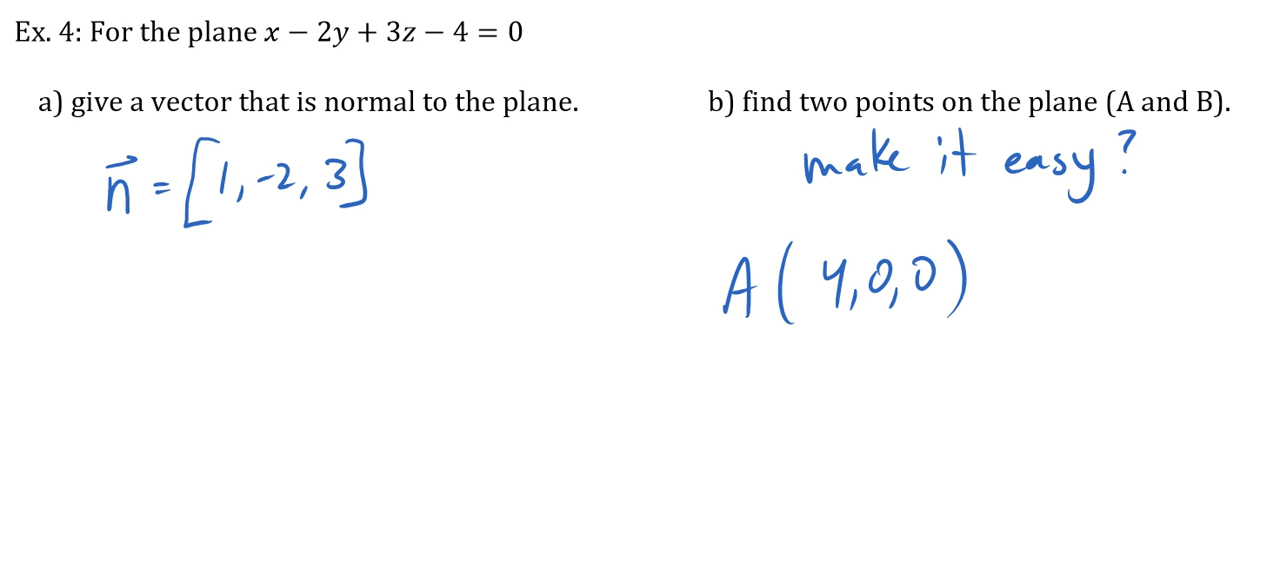 Ex. 4: For the plane x − 2y + 3z − 4 = 0
a) give a vector that is normal to the plane.
n⃗ = [1, -2, 3]
b) find two points on the plane (A and B).
make it easy?
A( 4,0,0)